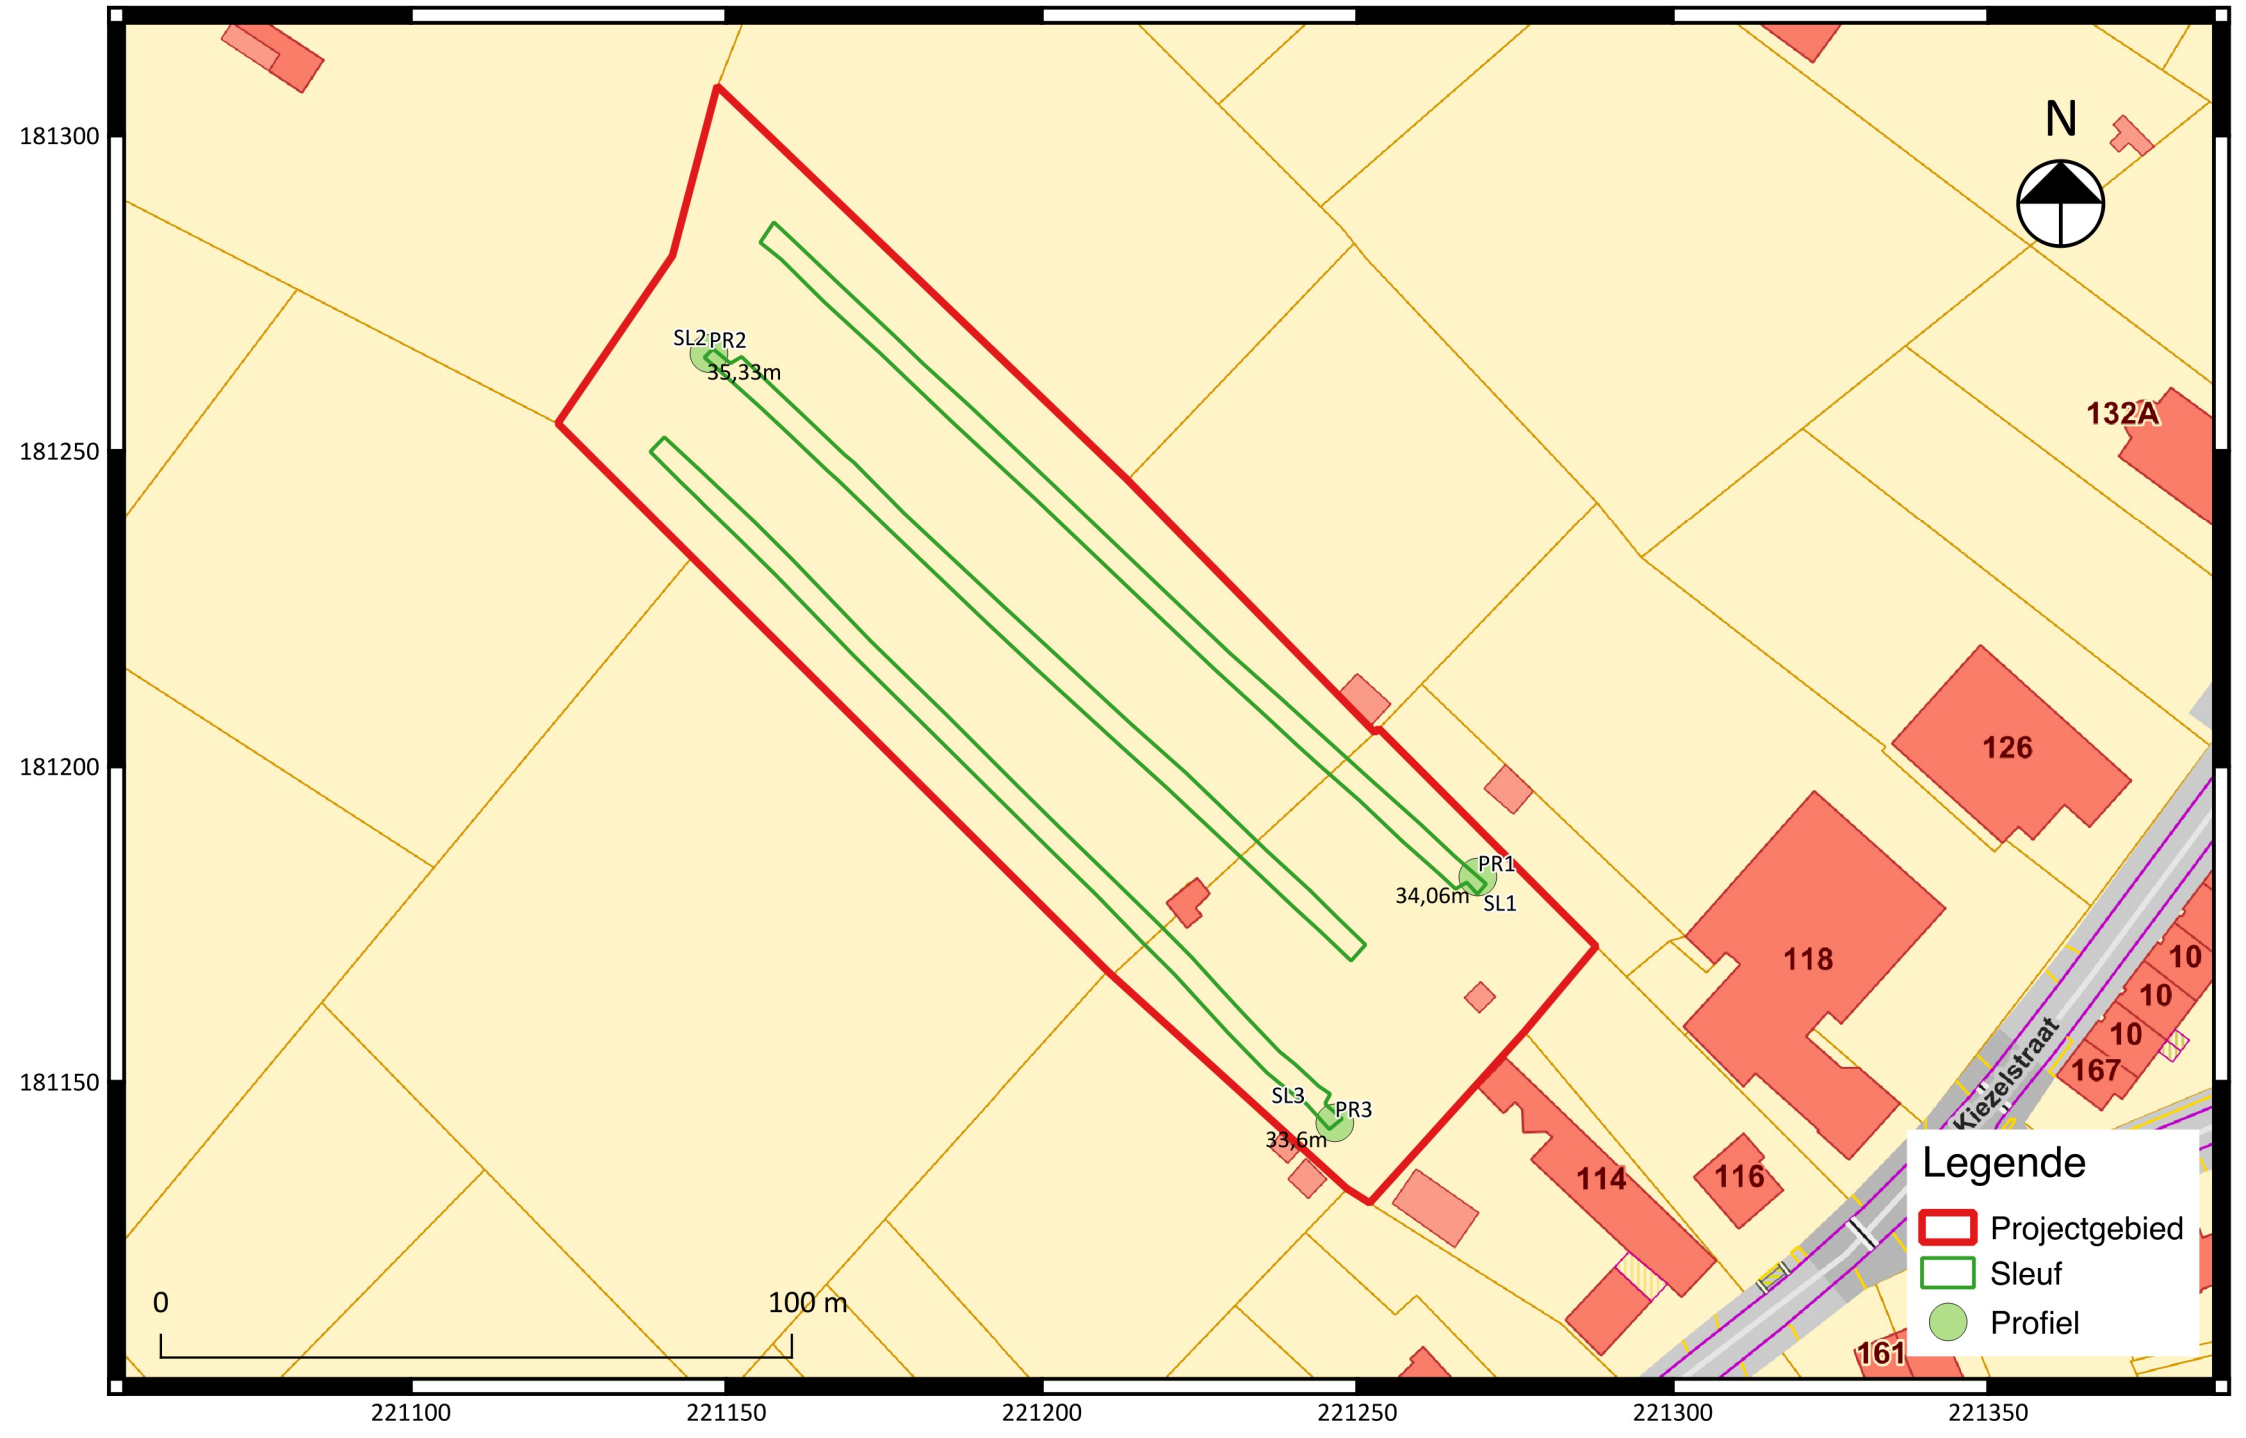 N
181300
181250
181200
181150
SL2
PR2
35,33m
132A
126
PR1
34,06m
SL1
118
10
10
10
167
Kiezelstraat
SL3
PR3
33,6m
114
116
161
0
100 m
Legende
Projectgebied
Sleuf
Profiel
221100
221150
221200
221250
221300
221350